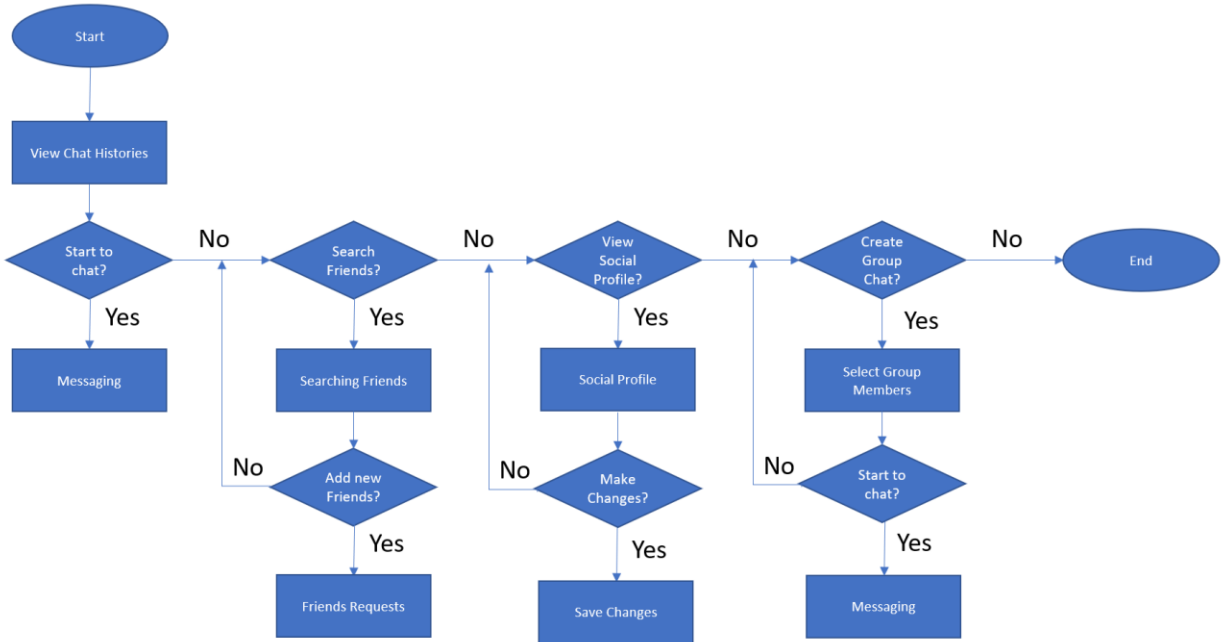 Start
View Chat Histories
Start to
chat?
No
Search
Friends?
No
View
Social
Profile?
No
Create
Group
Chat?
No
End
Yes
Yes
Yes
Yes
Messaging
Searching Friends
Social Profile
Select Group
Members
No
Add new
Friends?
No
Make
Changes?
No
Start to
chat?
Yes
Yes
Yes
Friends Requests
Save Changes
Messaging